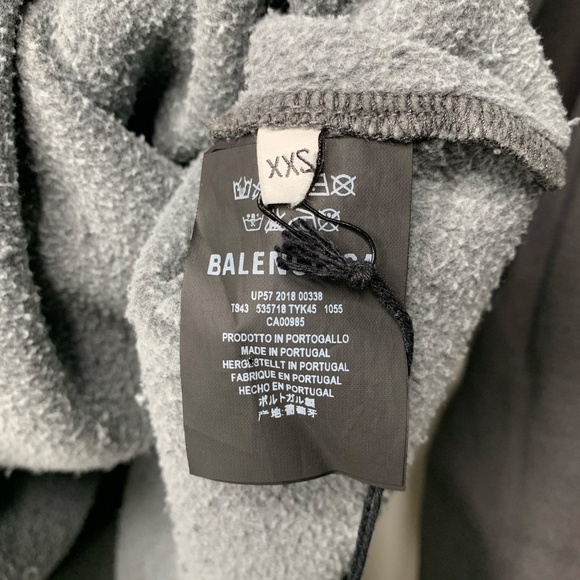 XXS
BALENCIAGA
UP57 2018 00338
T843 535718 TYK45 1055
CA00985
PRODOTTO IN PORTOGALLO
MADE IN PORTUGAL
HERGESTELLT IN PORTUGAL
FABRIQUE EN PORTUGAL
HECHO EN PORTUGAL
ポルトガル製
产地:葡萄牙